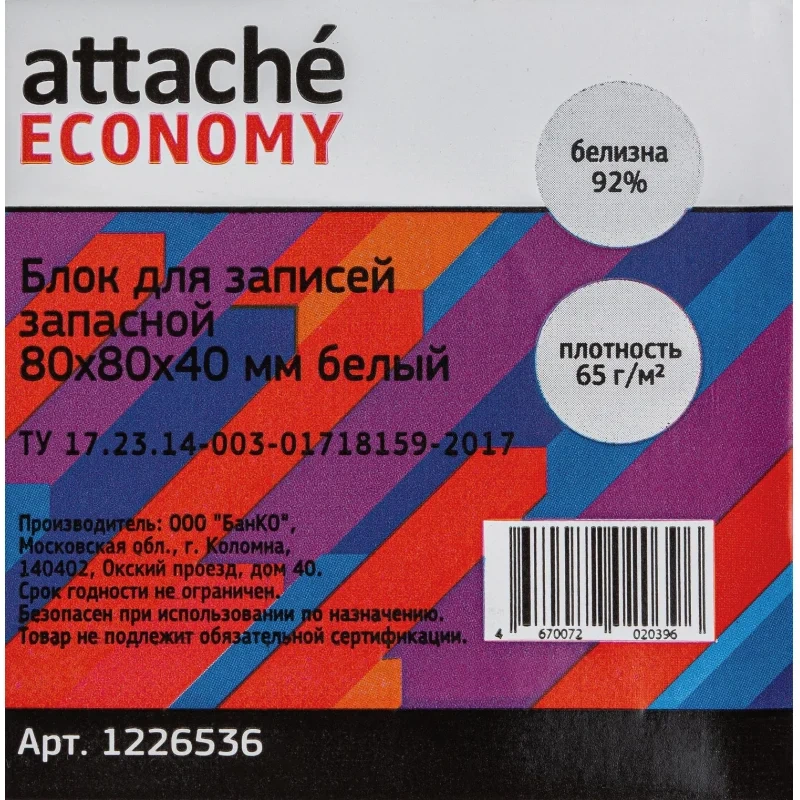 attaché
ECONOMY
белизна
92%
Блок для записей
запасной
80x80x40 мм белый
плотность
65 г/м²
ТУ 17.23.14-003-01718159-2017
Производитель: ООО "БанКО",
Московская обл., г. Коломна,
140402, Окский проезд, дом 40.
Срок годности не ограничен.
Безопасен при использовании по назначению.
Товар не подлежит обязательной сертификации.
4 670072 020396
Арт. 1226536